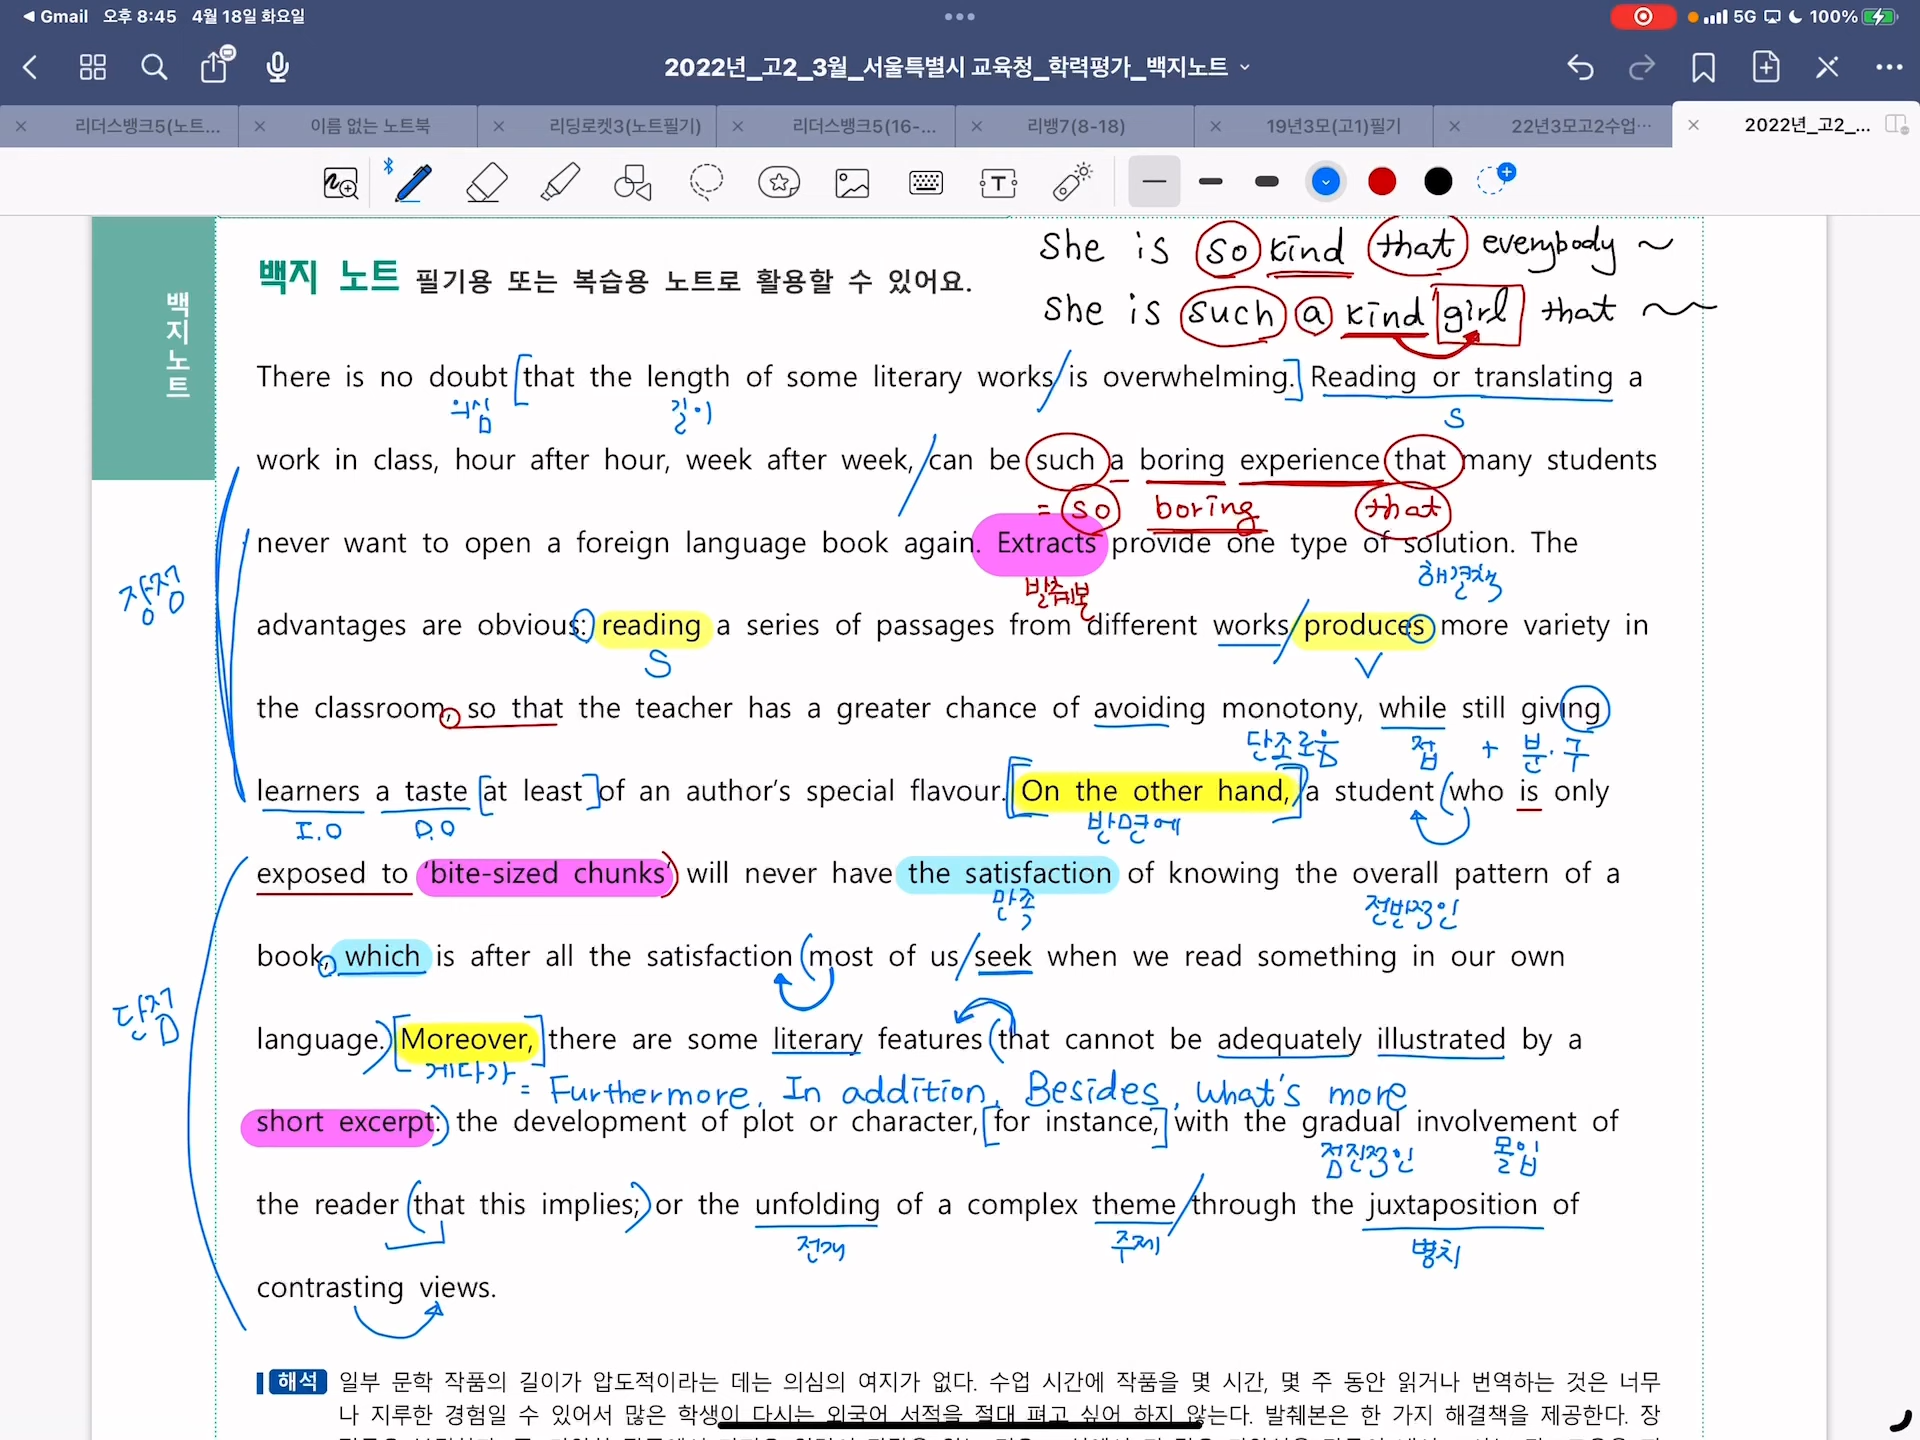 Gmail 오후 8:45 4월 18일 화요일
5G 100%
2022년_고2_3월_서울특별시 교육청_학력평가_백지노트
리더스뱅크5(노트... 이름 없는 노트북 리딩로켓3(노트필기) 리더스뱅크5(16-... 리뱅7(8-18) 19년3모(고1)필기 22년3모고2수업... 2022년_고2_...
백지노트
백지 노트 필기용 또는 복습용 노트로 활용할 수 있어요.
She is so kind that everybody ~
She is such a kind girl that ~~
There is no doubt [that the length of some literary works/is overwhelming.] Reading or translating a
의심 길이 S
work in class, hour after hour, week after week,/can be such a boring experience that many students
= so boring that
never want to open a foreign language book again. Extracts provide one type of solution. The
장점 발췌본 해결책
advantages are obvious: reading a series of passages from different works/produces more variety in
S V
the classroom, so that the teacher has a greater chance of avoiding monotony, while still giving
단조로움 접 + 분.구
learners a taste [at least] of an author's special flavour. [On the other hand,] a student (who is only
I.O D.O 반면에
exposed to 'bite-sized chunks') will never have the satisfaction of knowing the overall pattern of a
만족 전반적인
book, which is after all the satisfaction (most of us/seek when we read something in our own
단점
language.) [Moreover,] there are some literary features (that cannot be adequately illustrated by a
게다가 = Furthermore, In addition, Besides, what's more
short excerpt:) the development of plot or character, [for instance,] with the gradual involvement of
점진적인 몰입
the reader (that this implies;) or the unfolding of a complex theme/through the juxtaposition of
전개 주제 병치
contrasting views.
해석 일부 문학 작품의 길이가 압도적이라는 데는 의심의 여지가 없다. 수업 시간에 작품을 몇 시간, 몇 주 동안 읽거나 번역하는 것은 너무
나 지루한 경험일 수 있어서 많은 학생이 다시는 외국어 서적을 절대 펴고 싶어 하지 않는다. 발췌본은 한 가지 해결책을 제공한다. 장